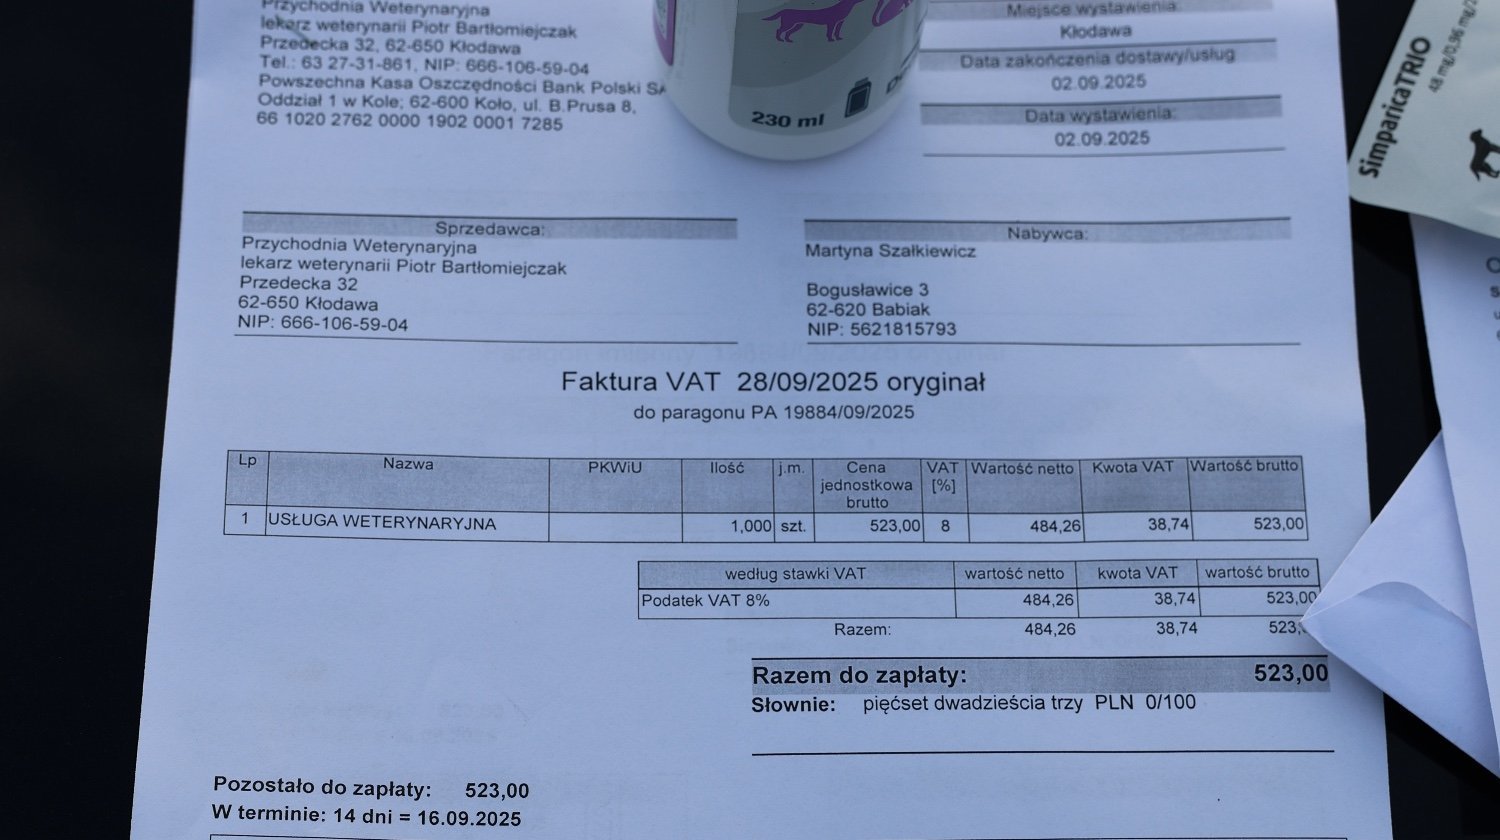 Przychodnia Weterynaryjna
lekarz weterynarii Piotr Bartłomiejczak
Przedecka 32, 62-650 Kłodawa
Tel.: 63 27-31-861, NIP: 666-106-59-04
Powszechna Kasa Oszczędności Bank Polski SA
Oddział 1 w Kole; 62-600 Koło, ul. B.Prusa 8,
66 1020 2762 0000 1902 0001 7285
230 ml
Miejsce wystawienia:
Kłodawa
Data zakończenia dostawy/usług
02.09.2025
Data wystawienia:
02.09.2025
SimparicaTRIO
Sprzedawca:
Przychodnia Weterynaryjna
lekarz weterynarii Piotr Bartłomiejczak
Przedecka 32
62-650 Kłodawa
NIP: 666-106-59-04
Nabywca:
Martyna Szałkiewicz
Bogusławice 3
62-620 Babiak
NIP: 5621815793
Faktura VAT 28/09/2025 oryginał
do paragonu PA 19884/09/2025
Lp Nazwa PKWiU Ilość j.m. Cena jednostkowa brutto VAT [%] Wartość netto Kwota VAT Wartość brutto
1 USŁUGA WETERYNARYJNA 1,000 szt. 523,00 8 484,26 38,74 523,00
według stawki VAT wartość netto kwota VAT wartość brutto
Podatek VAT 8% 484,26 38,74 523,00
Razem: 484,26 38,74 523,
Razem do zapłaty: 523,00
Słownie: pięćset dwadzieścia trzy PLN 0/100
Pozostało do zapłaty: 523,00
W terminie: 14 dni = 16.09.2025